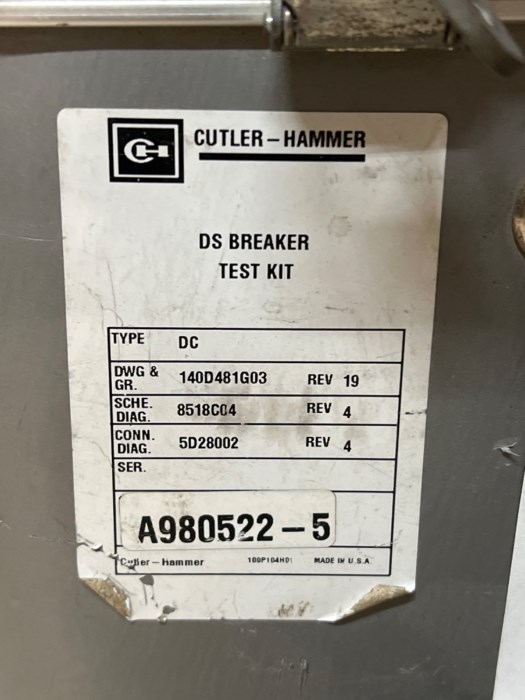 CH CUTLER-HAMMER
DS BREAKER
TEST KIT
TYPE DC
DWG & GR. 140D481G03 REV 19
SCHE. DIAG. 8518C04 REV 4
CONN. DIAG. 5D28002 REV 4
SER.
A980522-5
Cutler-hammer 100P104H01 MADE IN U.S.A.